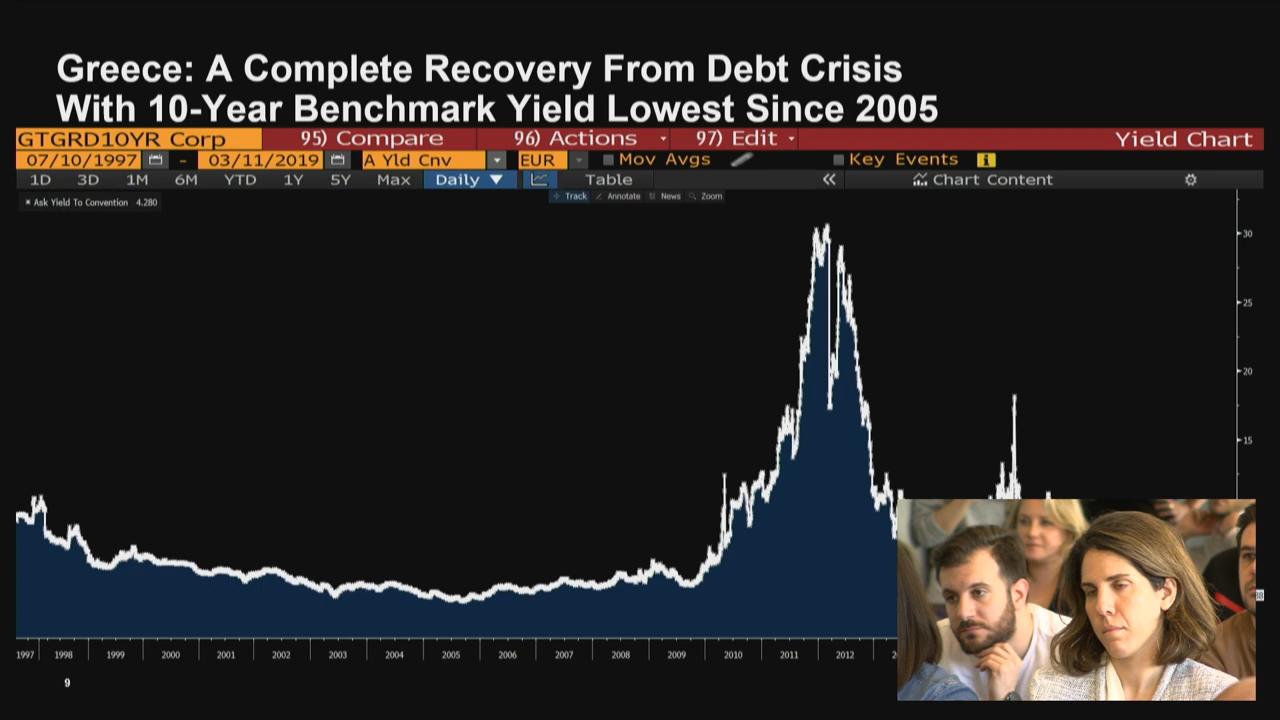 Greece: A Complete Recovery From Debt Crisis
With 10-Year Benchmark Yield Lowest Since 2005
GTGRD10YR Corp 95) Compare 96) Actions 97) Edit Yield Chart
07/10/1997 - 03/11/2019 A Yld Cnv EUR Mov Avgs Key Events
1D 3D 1M 6M YTD 1Y 5Y Max Daily Table « Chart Content
Ask Yield To Convention 4.280 Track Annotate News Zoom
30
25
20
15
1997 1998 1999 2000 2001 2002 2003 2004 2005 2006 2007 2008 2009 2010 2011 2012
9